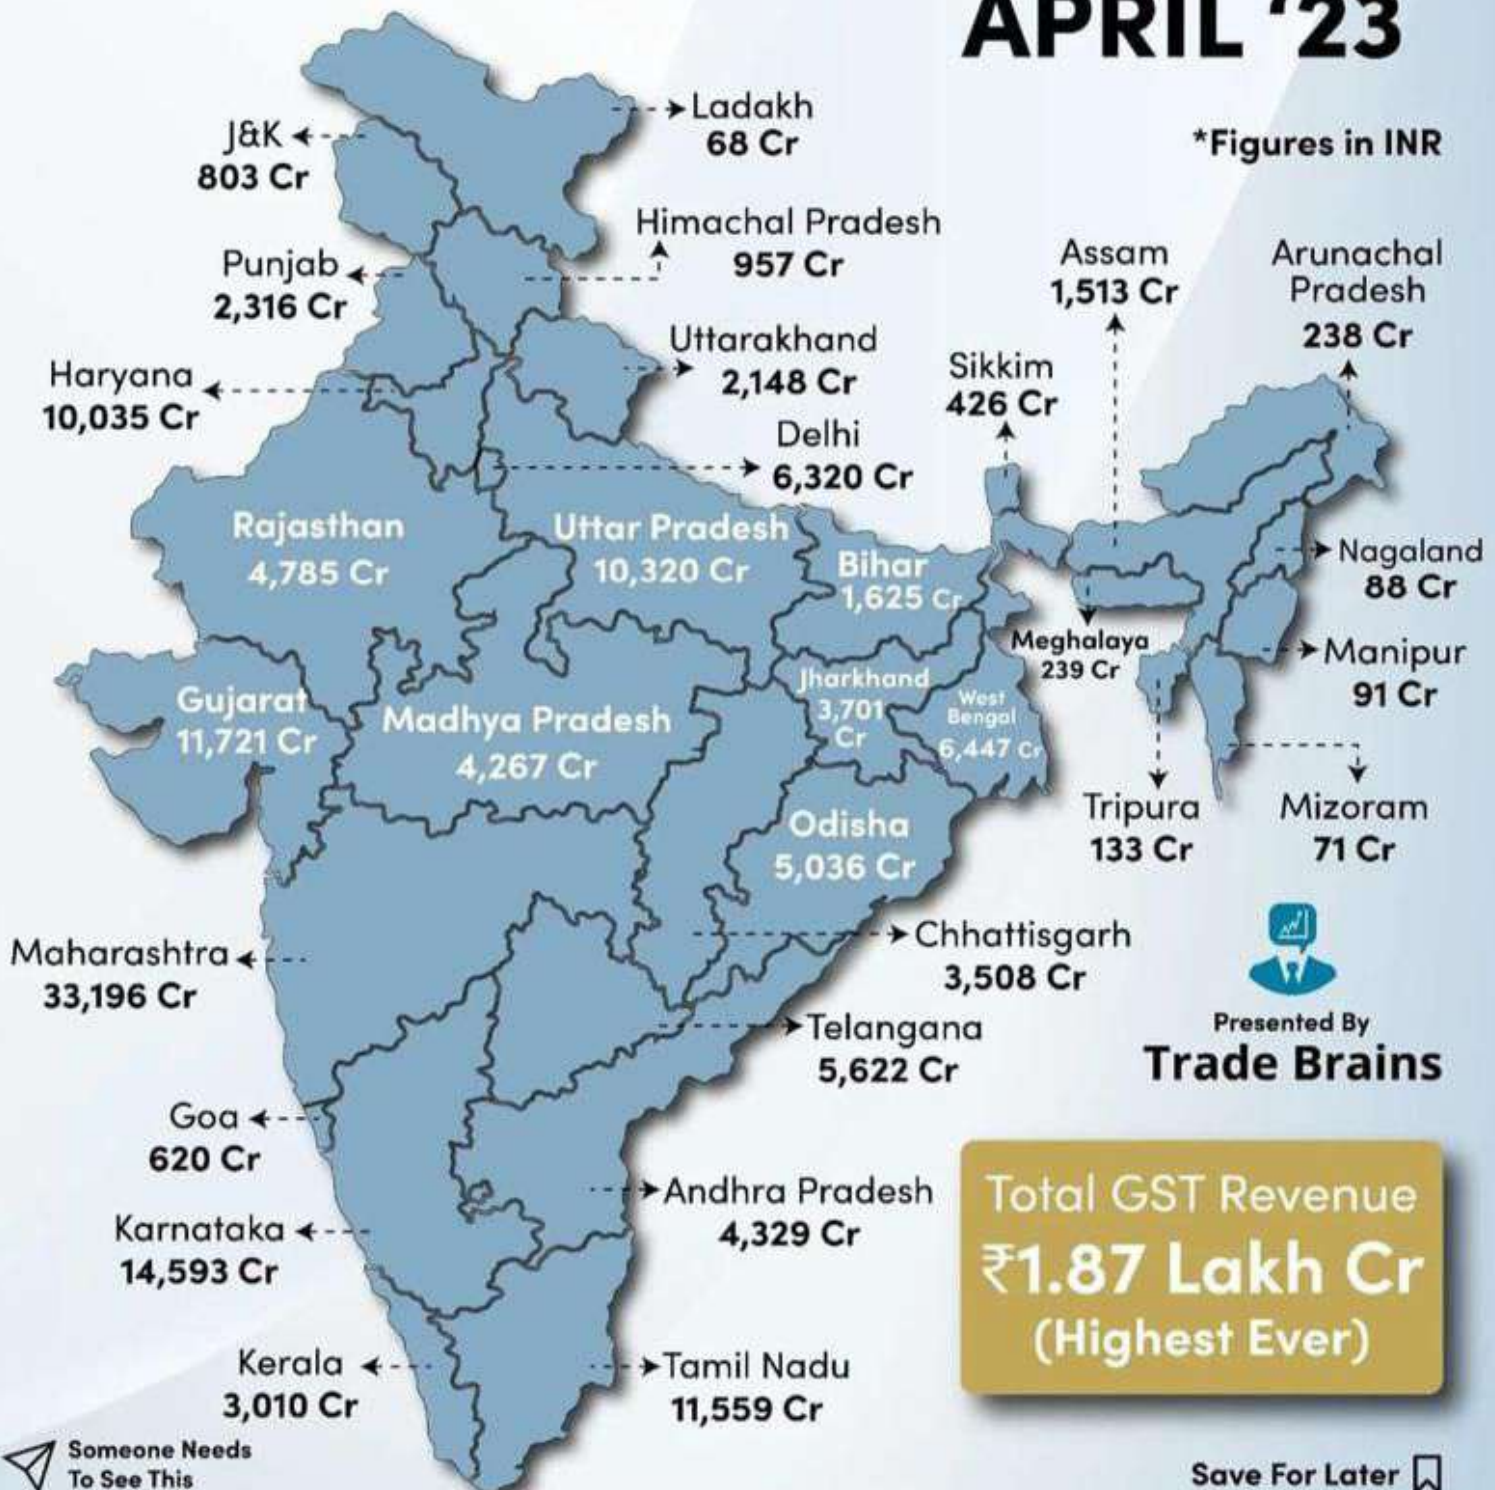 APRIL ‘23
*Figures in INR
Ladakh
68 Cr
J&K
803 Cr
Himachal Pradesh
957 Cr
Punjab
2,316 Cr
Assam
1,513 Cr
Arunachal
Pradesh
238 Cr
Uttarakhand
2,148 Cr
Sikkim
426 Cr
Haryana
10,035 Cr
Delhi
6,320 Cr
Rajasthan
4,785 Cr
Uttar Pradesh
10,320 Cr
Bihar
1,625 Cr
Nagaland
88 Cr
Meghalaya
239 Cr
Manipur
91 Cr
Gujarat
11,721 Cr
Madhya Pradesh
4,267 Cr
Jharkhand
3,701
Cr
West
Bengal
6,447 Cr
Tripura
133 Cr
Mizoram
71 Cr
Odisha
5,036 Cr
Maharashtra
33,196 Cr
Chhattisgarh
3,508 Cr
Telangana
5,622 Cr
Presented By
Trade Brains
Goa
620 Cr
Andhra Pradesh
4,329 Cr
Karnataka
14,593 Cr
Total GST Revenue
₹1.87 Lakh Cr
(Highest Ever)
Kerala
3,010 Cr
Tamil Nadu
11,559 Cr
Someone Needs
To See This
Save For Later